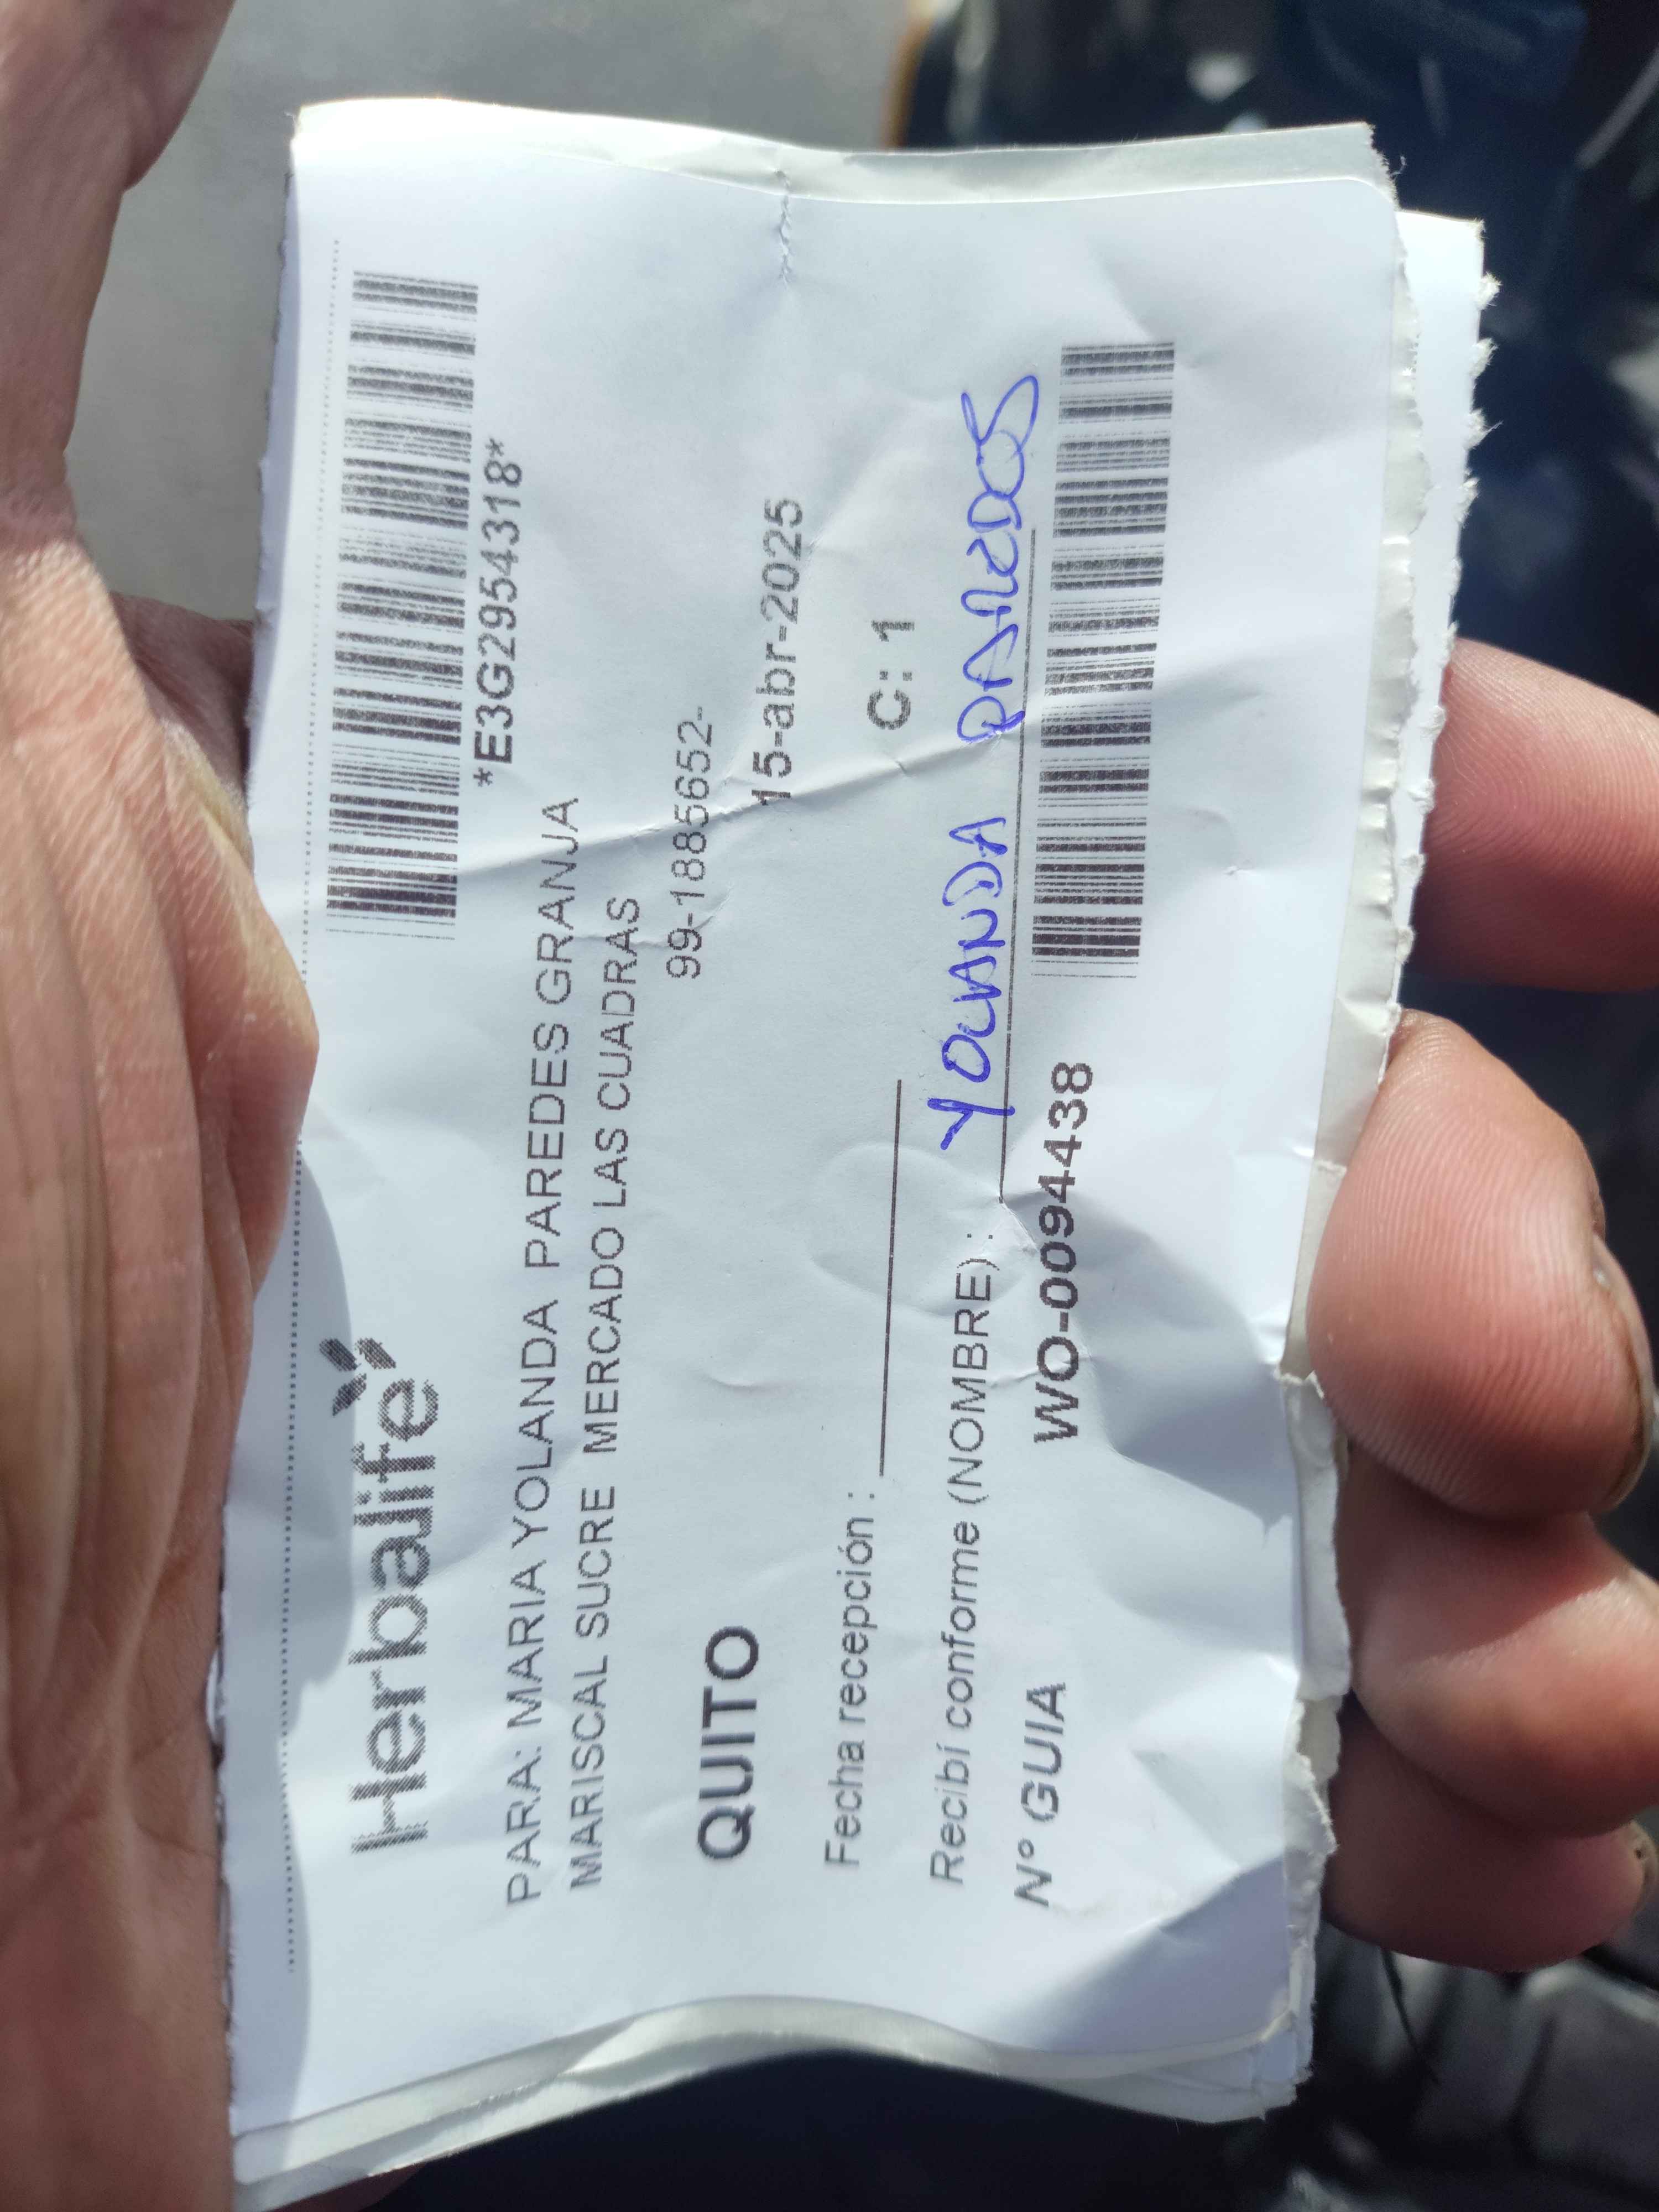 Herbalife
*E3G2954318*
PARA: MARIA YOLANDA PAREDES GRANJA
MARISCAL SUCRE MERCADO LAS CUADRAS
99-1885652-
QUITO
15-abr-2025
Fecha recepción :
C: 1
Recibí conforme (NOMBRE) : YOLANDA PAREDES
N° GUIA WO-0094438